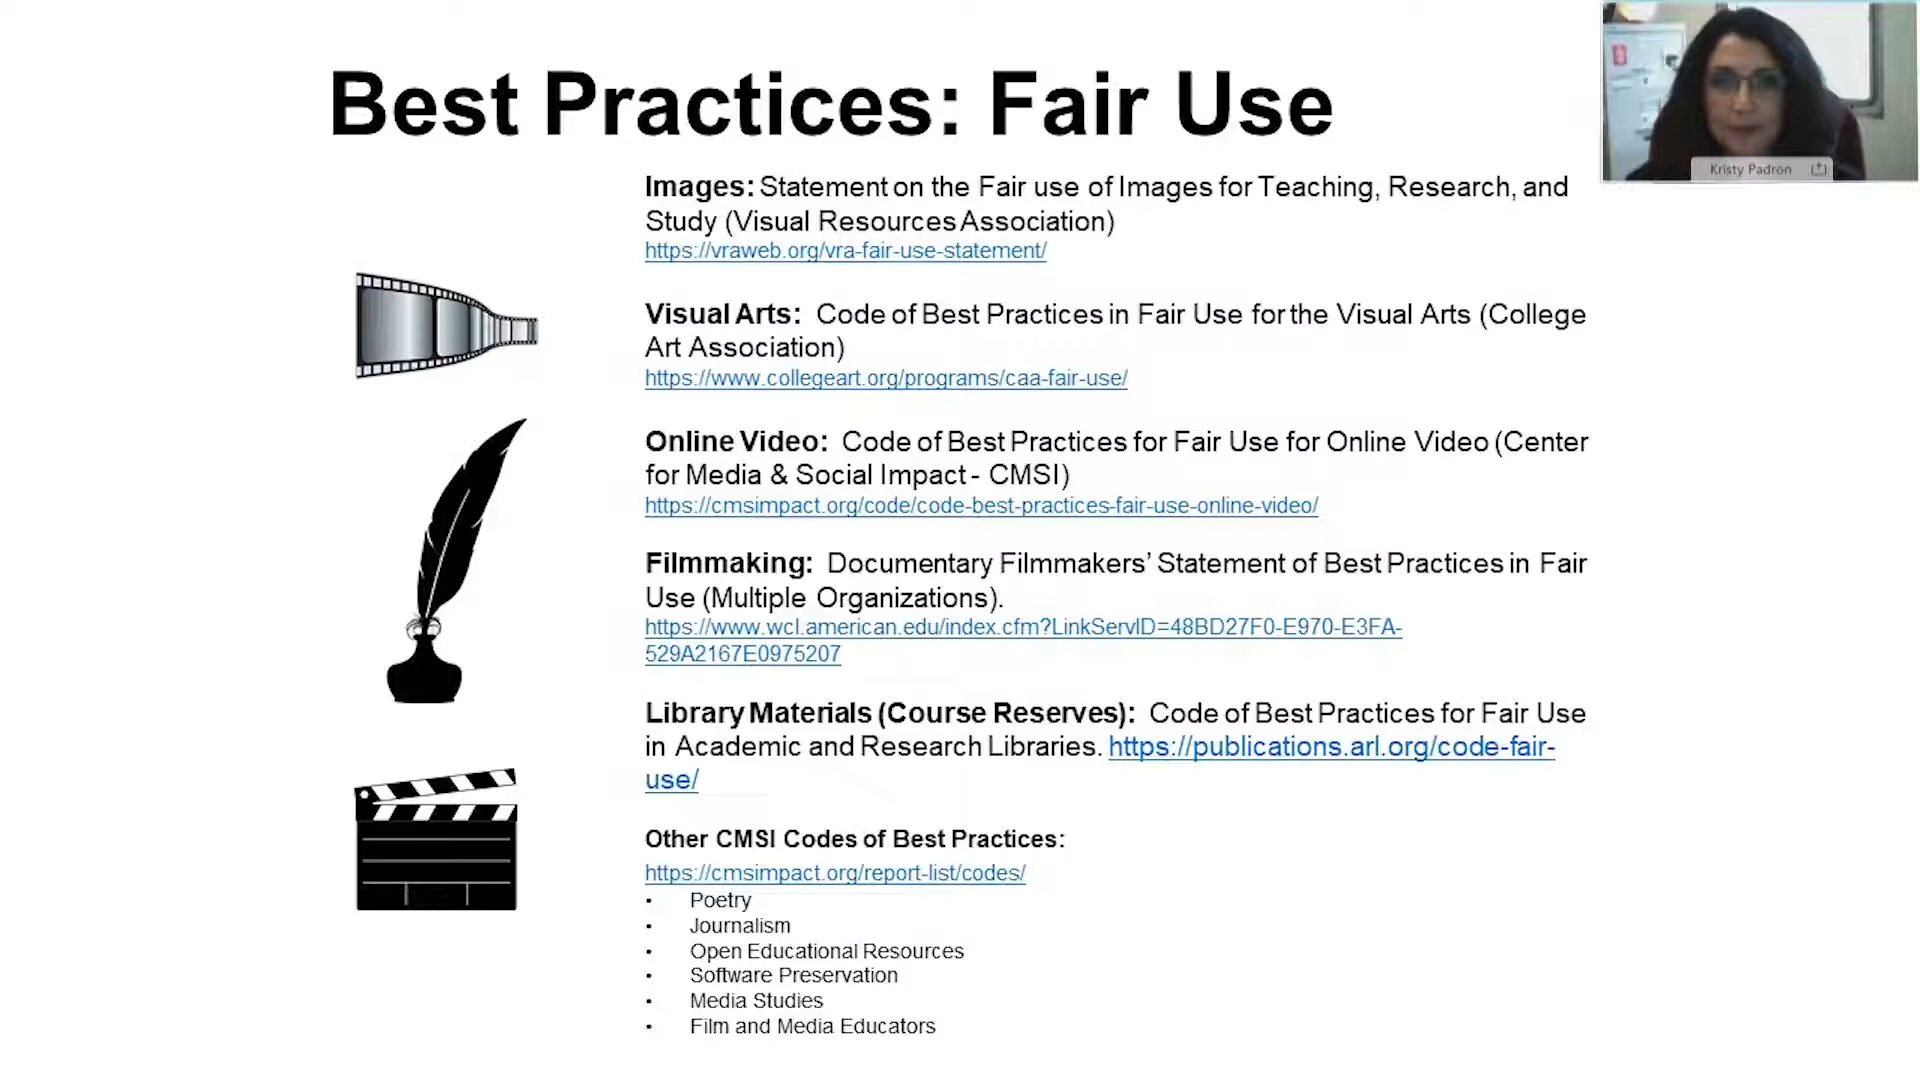 Best Practices: Fair Use
Kristy Padron
Images: Statement on the Fair use of Images for Teaching, Research, and
Study (Visual Resources Association)
https://vraweb.org/vra-fair-use-statement/
Visual Arts: Code of Best Practices in Fair Use for the Visual Arts (College
Art Association)
https://www.collegeart.org/programs/caa-fair-use/
Online Video: Code of Best Practices for Fair Use for Online Video (Center
for Media & Social Impact - CMSI)
https://cmsimpact.org/code/code-best-practices-fair-use-online-video/
Filmmaking: Documentary Filmmakers’ Statement of Best Practices in Fair
Use (Multiple Organizations).
https://www.wcl.american.edu/index.cfm?LinkServID=48BD27F0-E970-E3FA-
529A2167E0975207
Library Materials (Course Reserves): Code of Best Practices for Fair Use
in Academic and Research Libraries. https://publications.arl.org/code-fair-
use/
Other CMSI Codes of Best Practices:
https://cmsimpact.org/report-list/codes/
• Poetry
• Journalism
• Open Educational Resources
• Software Preservation
• Media Studies
• Film and Media Educators